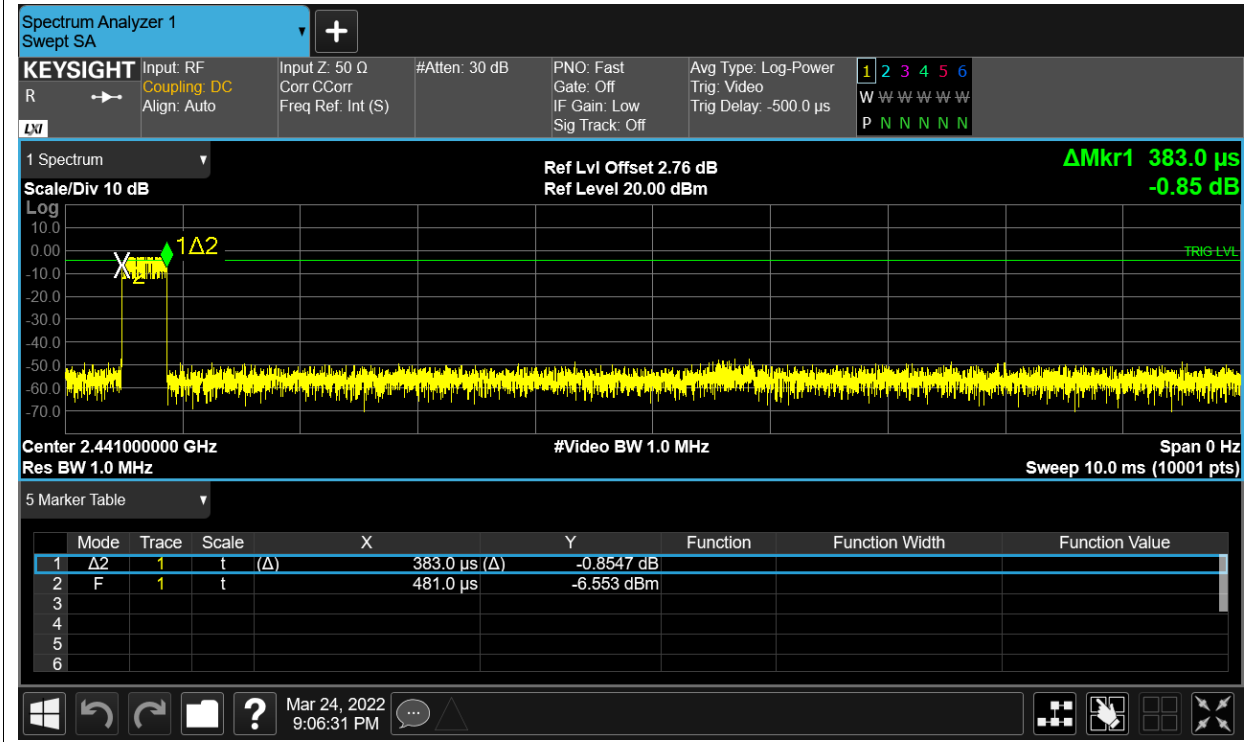 Spectrum Analyzer 1
Swept SA
KEYSIGHT
R
LXI
Input: RF
Coupling: DC
Align: Auto
Input Z: 50 Ω
Corr CCorr
Freq Ref: Int (S)
#Atten: 30 dB
PNO: Fast
Gate: Off
IF Gain: Low
Sig Track: Off
Avg Type: Log-Power
Trig: Video
Trig Delay: -500.0 µs
1 2 3 4 5 6
W W W W W W
P N N N N N
1 Spectrum
Scale/Div 10 dB
Ref Lvl Offset 2.76 dB
Ref Level 20.00 dBm
ΔMkr1 383.0 µs
-0.85 dB
Log
10.0
0.00
-10.0
-20.0
-30.0
-40.0
-50.0
-60.0
-70.0
X
2
1Δ2
TRIG LVL
Center 2.441000000 GHz
#Video BW 1.0 MHz
Span 0 Hz
Res BW 1.0 MHz
Sweep 10.0 ms (10001 pts)
5 Marker Table
Mode Trace Scale X Y Function Function Width Function Value
1 Δ2 1 t (Δ) 383.0 µs (Δ) -0.8547 dB
2 F 1 t 481.0 µs -6.553 dBm
3
4
5
6
?
Mar 24, 2022
9:06:31 PM